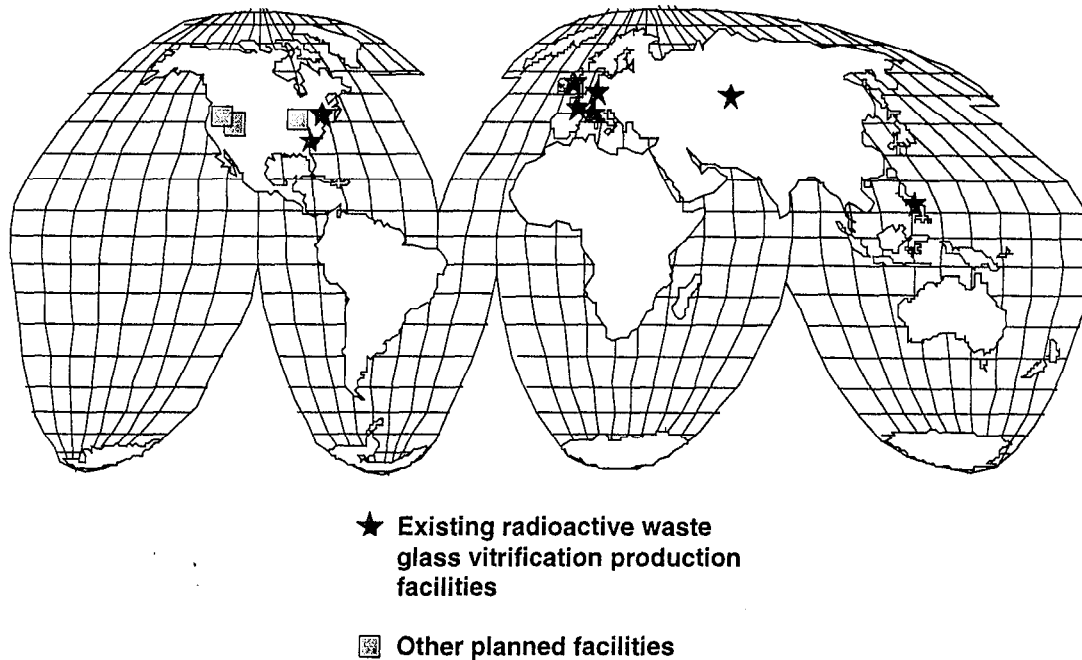 Existing radioactive waste
glass vitrification production
facilities
Other planned facilities